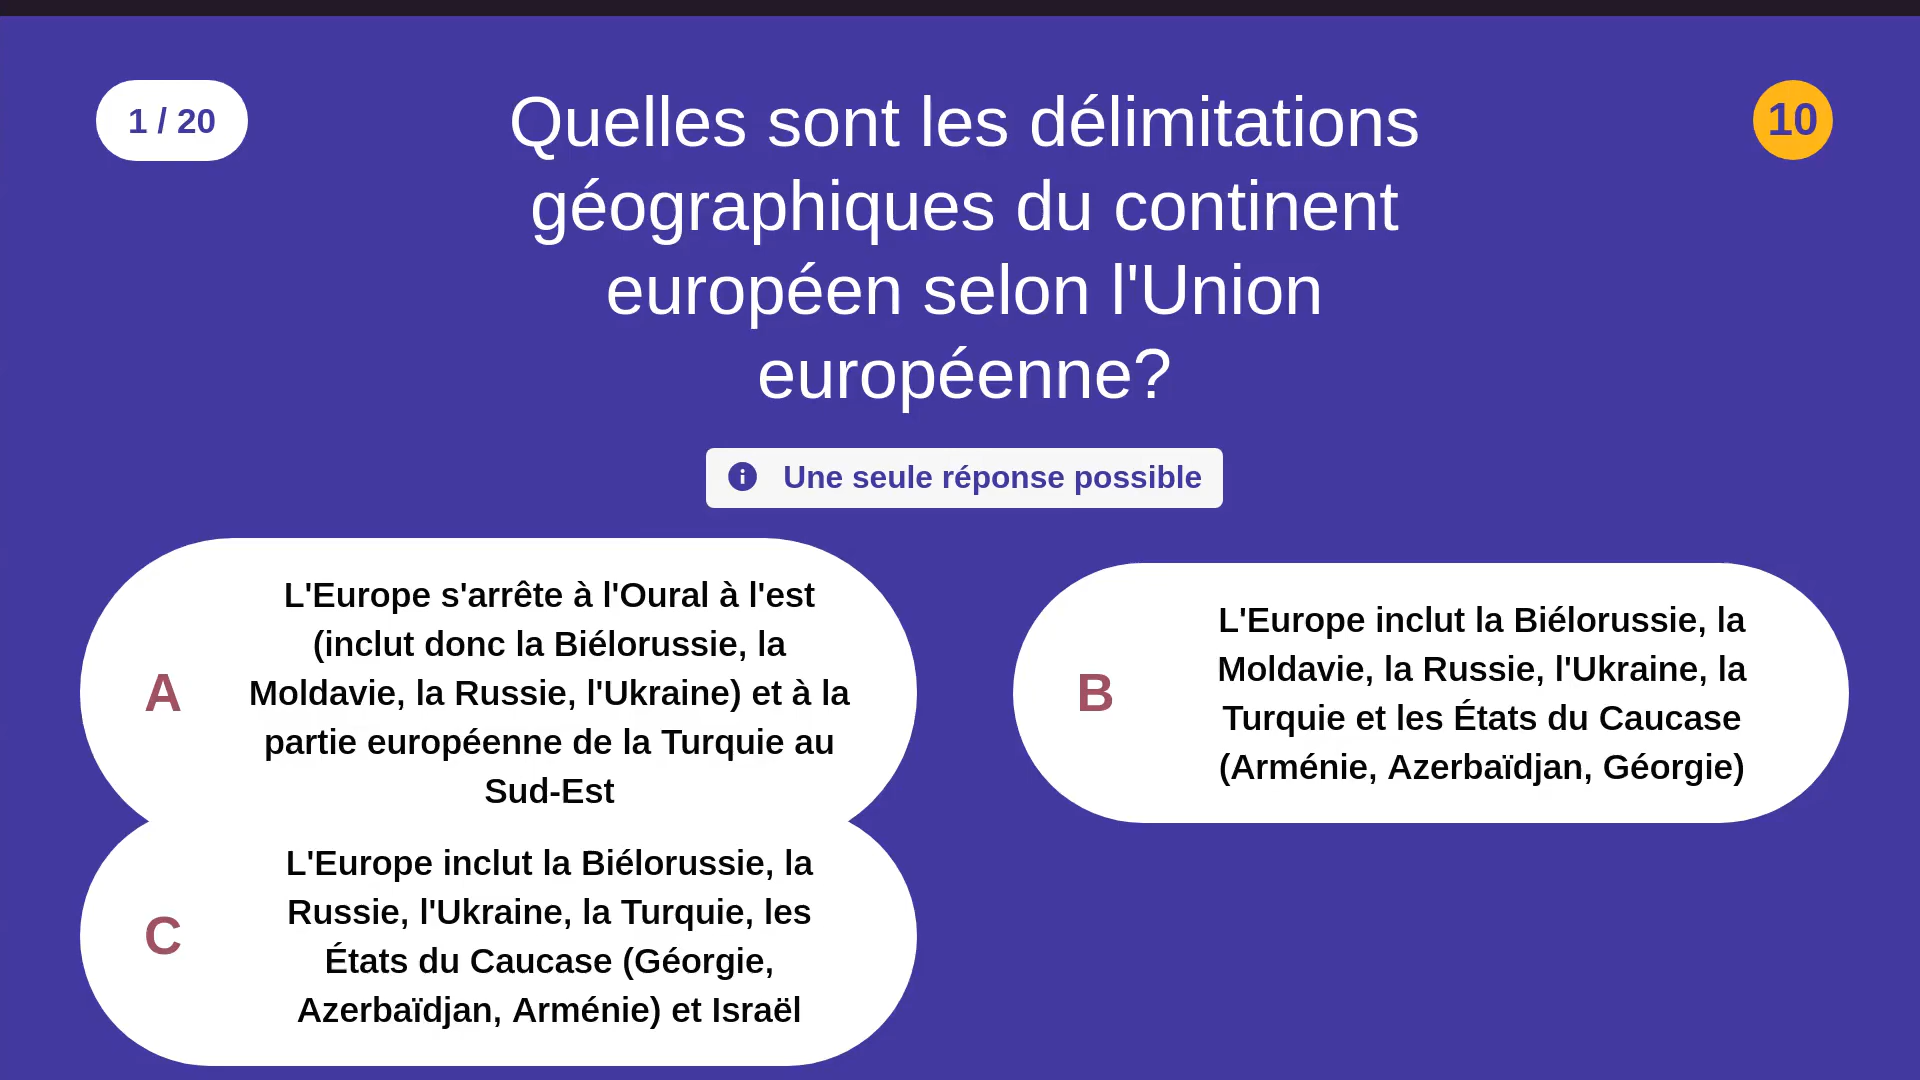 1 / 20
Quelles sont les délimitations
géographiques du continent
européen selon l'Union
européenne?
10
Une seule réponse possible
A
L'Europe s'arrête à l'Oural à l'est
(inclut donc la Biélorussie, la
Moldavie, la Russie, l'Ukraine) et à la
partie européenne de la Turquie au
Sud-Est
B
L'Europe inclut la Biélorussie, la
Moldavie, la Russie, l'Ukraine, la
Turquie et les États du Caucase
(Arménie, Azerbaïdjan, Géorgie)
C
L'Europe inclut la Biélorussie, la
Russie, l'Ukraine, la Turquie, les
États du Caucase (Géorgie,
Azerbaïdjan, Arménie) et Israël